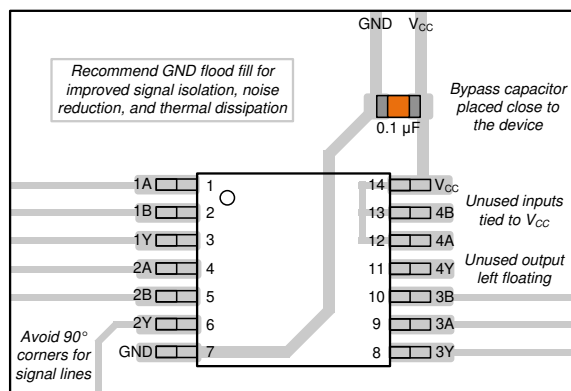 GND VCC
Recommend GND flood fill for
improved signal isolation, noise
reduction, and thermal dissipation
Bypass capacitor
placed close to
the device
0.1 µF
1A 1 14 VCC
1B 2 13 4B
1Y 3 12 4A
2A 4 11 4Y
2B 5 10 3B
2Y 6 9 3A
GND 7 8 3Y
Unused inputs
tied to VCC
Unused output
left floating
Avoid 90°
corners for
signal lines